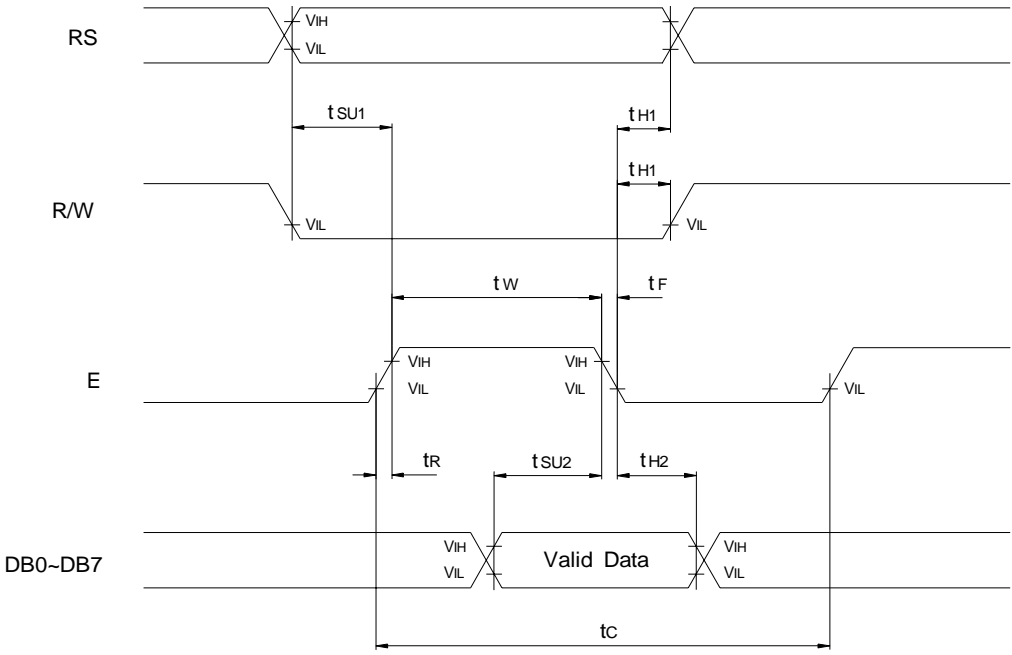 RS
VIH
VIL
tSU1
tH1
R/W
tH1
VIL
VIL
tW
tF
E
VIH
VIH
VIL
VIL
VIL
tR
tSU2
tH2
DB0~DB7
VIH
Valid Data
VIH
VIL
VIL
tC